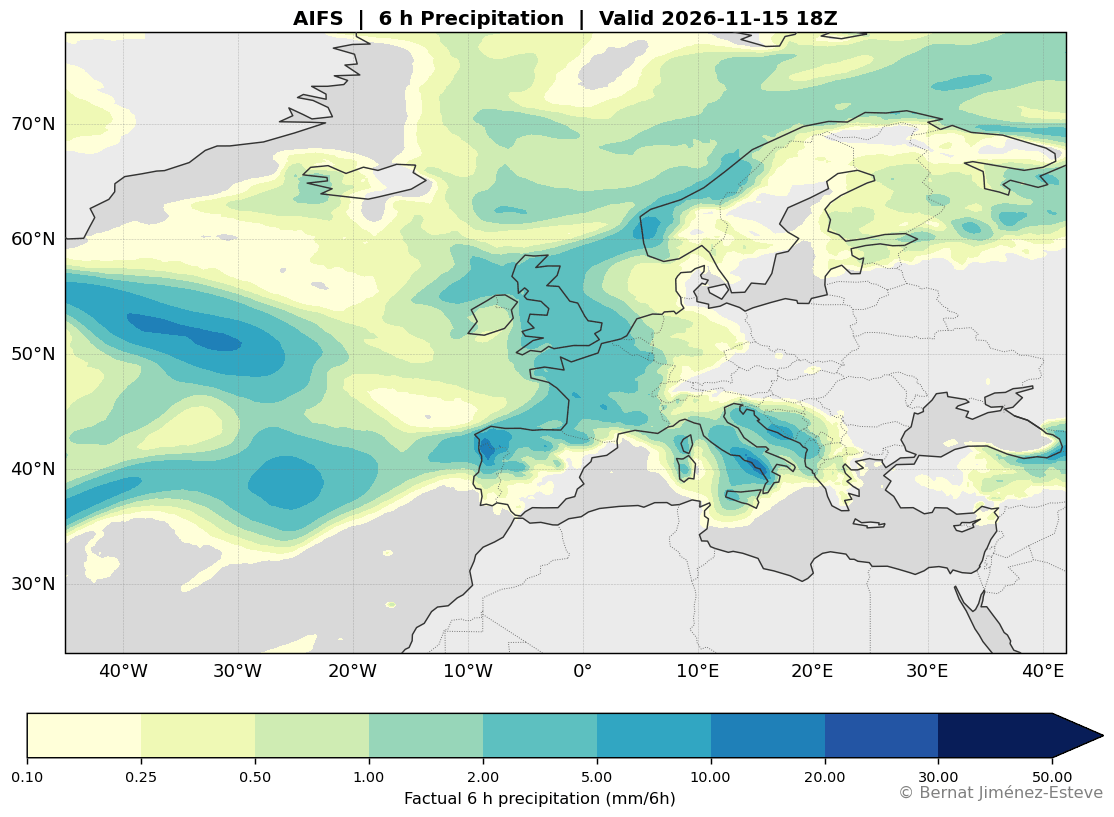 AIFS | 6 h Precipitation | Valid 2026-11-15 18Z
70°N
60°N
50°N
40°N
30°N
40°W 30°W 20°W 10°W 0° 10°E 20°E 30°E 40°E
0.10 0.25 0.50 1.00 2.00 5.00 10.00 20.00 30.00 50.00
Factual 6 h precipitation (mm/6h)
© Bernat Jiménez-Esteve